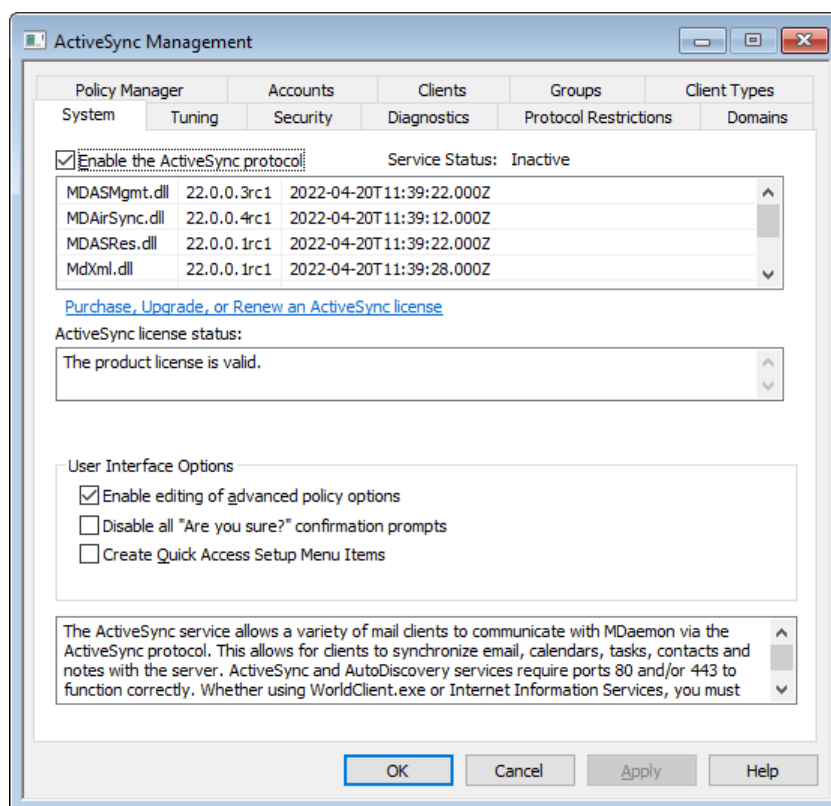 ActiveSync Management
Policy Manager Accounts Clients Groups Client Types
System Tuning Security Diagnostics Protocol Restrictions Domains
Enable the ActiveSync protocol Service Status: Inactive
MDASMgmt.dll 22.0.0.3rc1 2022-04-20T11:39:22.000Z
MDAirSync.dll 22.0.0.4rc1 2022-04-20T11:39:12.000Z
MDASRes.dll 22.0.0.1rc1 2022-04-20T11:39:22.000Z
MdXml.dll 22.0.0.1rc1 2022-04-20T11:39:28.000Z
Purchase, Upgrade, or Renew an ActiveSync license
ActiveSync license status:
The product license is valid.
User Interface Options
Enable editing of advanced policy options
Disable all "Are you sure?" confirmation prompts
Create Quick Access Setup Menu Items
The ActiveSync service allows a variety of mail clients to communicate with MDaemon via the
ActiveSync protocol. This allows for clients to synchronize email, calendars, tasks, contacts and
notes with the server. ActiveSync and AutoDiscovery services require ports 80 and/or 443 to
function correctly. Whether using WorldClient.exe or Internet Information Services, you must
OK Cancel Apply Help